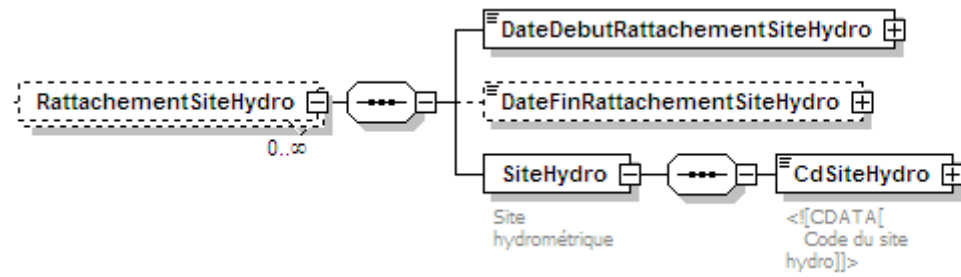 DateDebutRattachementSiteHydro
RattachementSiteHydro
0..∞
DateFinRattachementSiteHydro
SiteHydro
CdSiteHydro
Site
hydrométrique
<![CDATA[
Code du site
hydro]]>